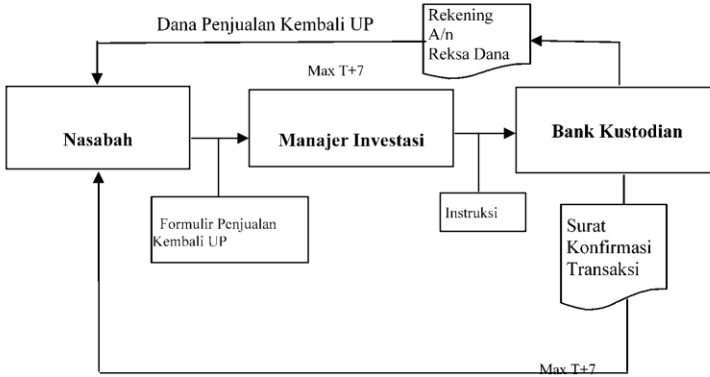 Dana Penjualan Kembali UP
Rekening
A/n
Reksa Dana
Max T+7
Nasabah
Manajer Investasi
Bank Kustodian
Formulir Penjualan
Kembali UP
Instruksi
Surat
Konfirmasi
Transaksi
Max T+7